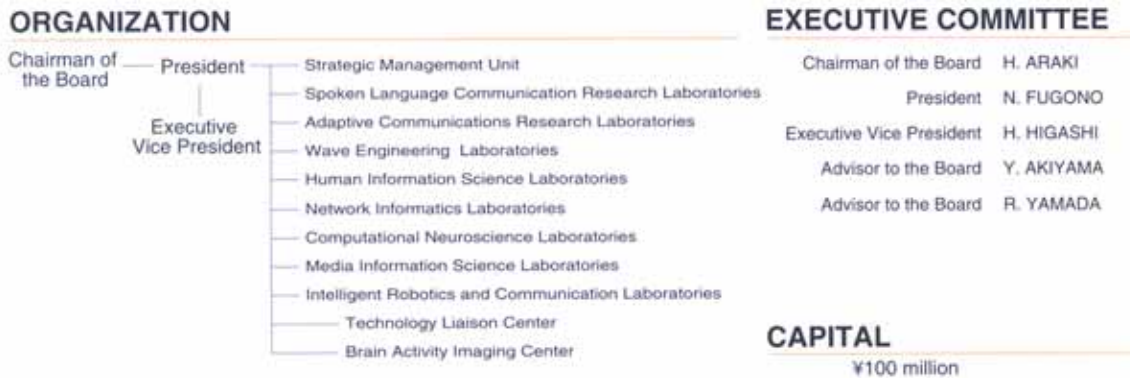 ORGANIZATION
Chairman of
the Board
President
Executive
Vice President
Strategic Management Unit
Spoken Language Communication Research Laboratories
Adaptive Communications Research Laboratories
Wave Engineering Laboratories
Human Information Science Laboratories
Network Informatics Laboratories
Computational Neuroscience Laboratories
Media Information Science Laboratories
Intelligent Robotics and Communication Laboratories
Technology Liaison Center
Brain Activity Imaging Center
EXECUTIVE COMMITTEE
Chairman of the Board H. ARAKI
President N. FUGONO
Executive Vice President H. HIGASHI
Advisor to the Board Y. AKIYAMA
Advisor to the Board R. YAMADA
CAPITAL
¥100 million